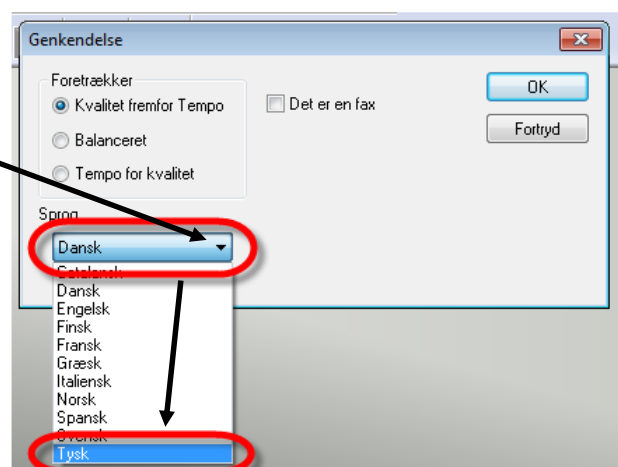 Genkendelse
Foretrækker
Kvalitet fremfor Tempo
Balanceret
Tempo for kvalitet
Det er en fax
OK
Fortryd
Sprog
Dansk
Catalansk
Dansk
Engelsk
Finsk
Fransk
Græsk
Italiensk
Norsk
Spansk
Svensk
Tysk